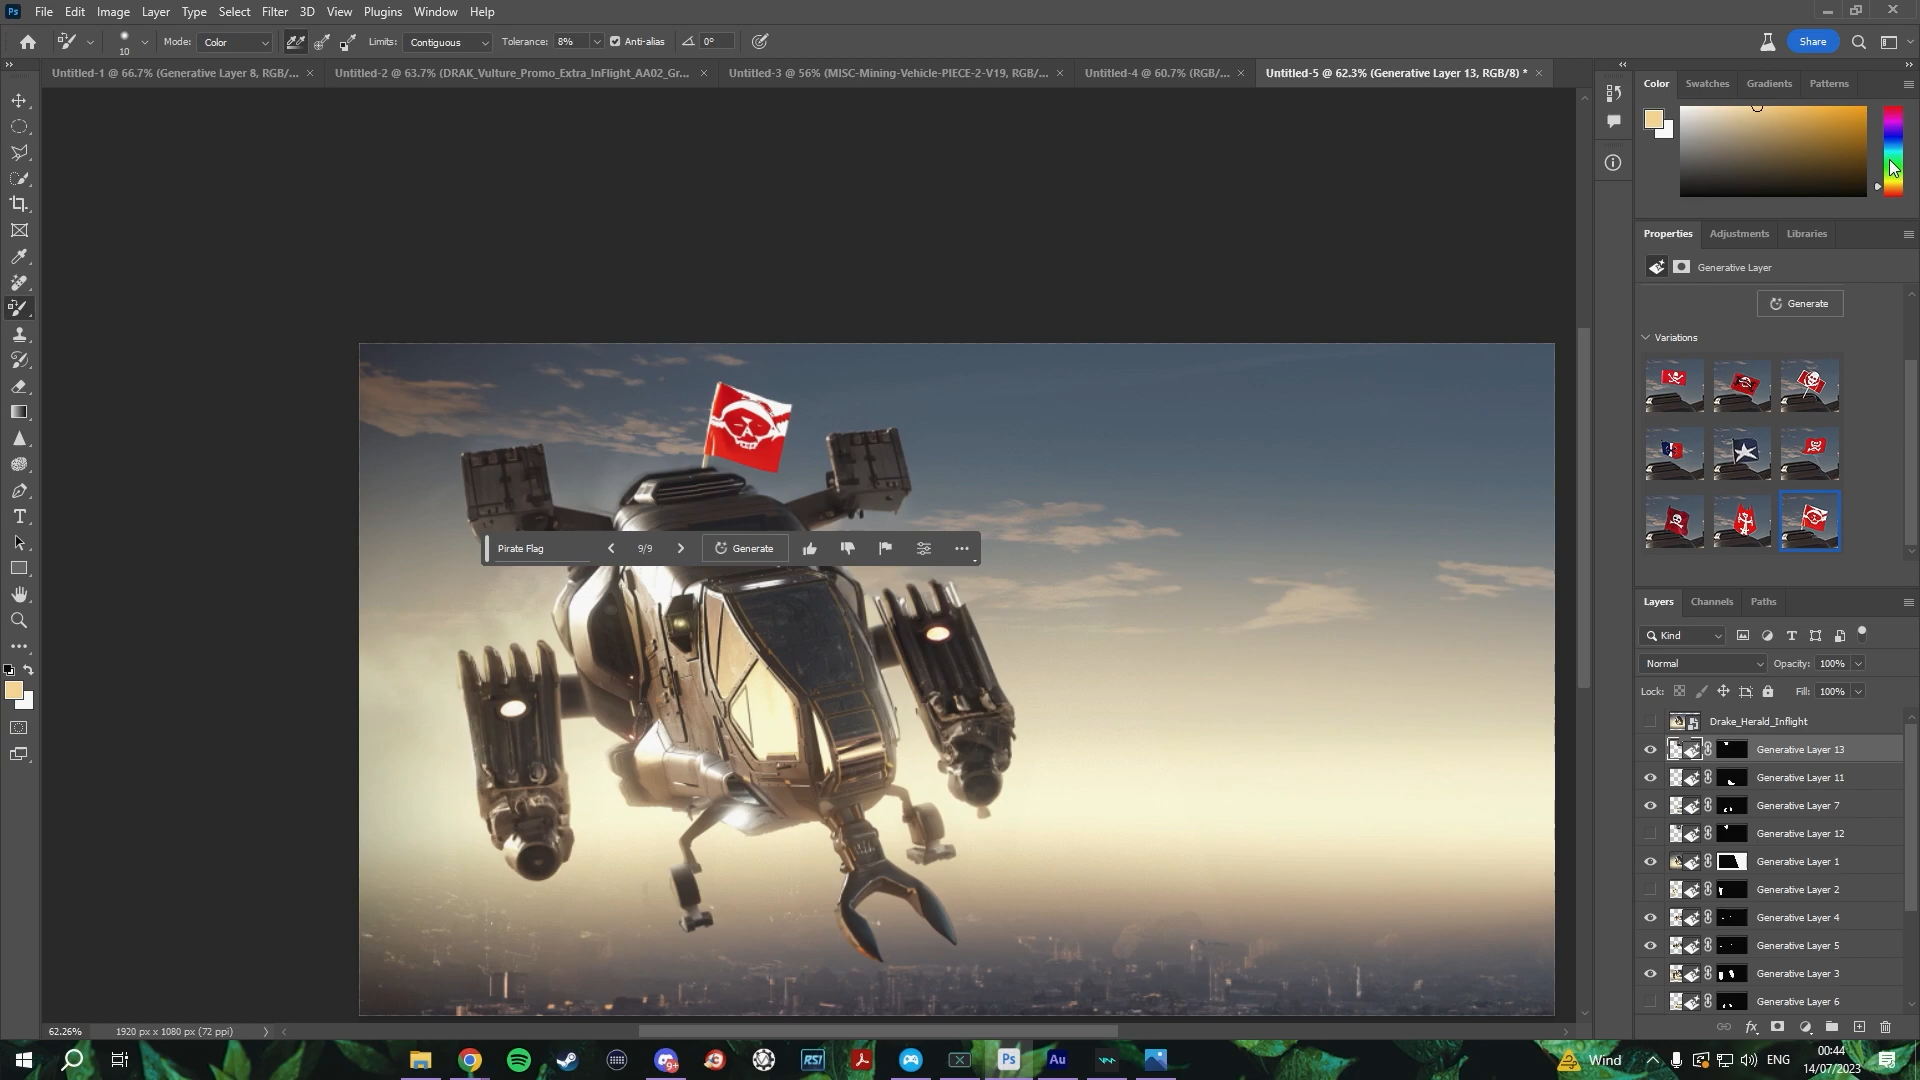 Ps File Edit Image Layer Type Select Filter 3D View Plugins Window Help
10 Mode: Color Limits: Contiguous Tolerance: 8% Anti-alias 0° Share
Untitled-1 @ 66.7% (Generative Layer 8, RGB/... × Untitled-2 @ 63.7% (DRAK_Vulture_Promo_Extra_InFlight_AA02_Gr... × Untitled-3 @ 56% (MISC-Mining-Vehicle-PIECE-2-V19, RGB/... × Untitled-4 @ 60.7% (RGB/... × Untitled-5 @ 62.3% (Generative Layer 13, RGB/8) * ×
Color Swatches Gradients Patterns
Properties Adjustments Libraries
Generative Layer
Generate
Variations
Pirate Flag 9/9 Generate
Layers Channels Paths
Kind
Normal Opacity: 100%
Lock: Fill: 100%
Drake_Herald_Inflight
Generative Layer 13
Generative Layer 11
Generative Layer 7
Generative Layer 12
Generative Layer 1
Generative Layer 2
Generative Layer 4
Generative Layer 5
Generative Layer 3
Generative Layer 6
62.26% 1920 px x 1080 px (72 ppi)
9+ RSI Ps Au Wind ENG 00:44
14/07/2023